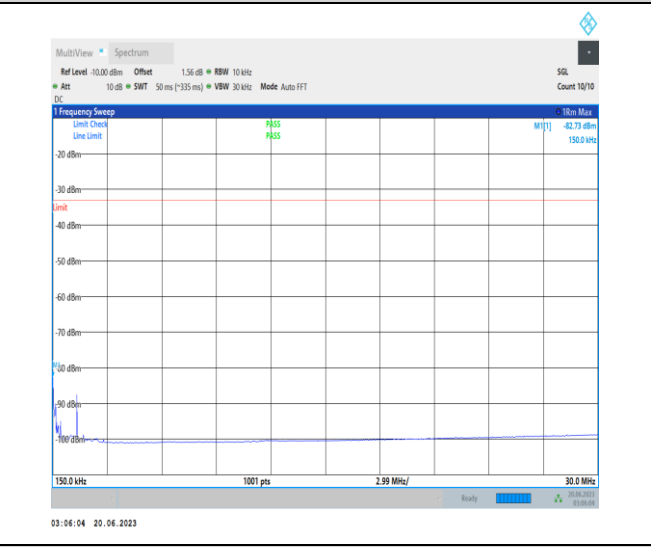 MultiView Spectrum
Ref Level -10.00 dBm Offset 1.56 dB RBW 10 kHz SGL
Att 10 dB SWT 50 ms (~335 ms) VBW 30 kHz Mode Auto FFT Count 10/10
DC
1 Frequency Sweep 1Rm Max
Limit Check PASS M1[1] -82.73 dBm
Line Limit PASS 150.0 kHz
-20 dBm
-30 dBm
Limit
-40 dBm
-50 dBm
-60 dBm
-70 dBm
M1
-80 dBm
-90 dBm
-100 dBm
150.0 kHz 1001 pts 2.99 MHz/ 30.0 MHz
Ready 20.06.2023
03:06:04
03:06:04 20.06.2023